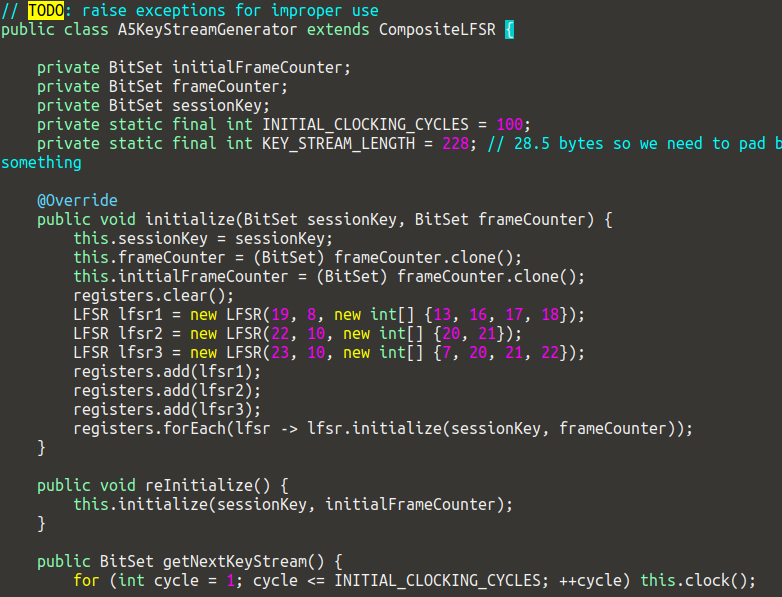 // TODO: raise exceptions for improper use
public class A5KeyStreamGenerator extends CompositeLFSR {
    private BitSet initialFrameCounter;
    private BitSet frameCounter;
    private BitSet sessionKey;
    private static final int INITIAL_CLOCKING_CYCLES = 100;
    private static final int KEY_STREAM_LENGTH = 228; // 28.5 bytes so we need to pad b
something
    @Override
    public void initialize(BitSet sessionKey, BitSet frameCounter) {
        this.sessionKey = sessionKey;
        this.frameCounter = (BitSet) frameCounter.clone();
        this.initialFrameCounter = (BitSet) frameCounter.clone();
        registers.clear();
        LFSR lfsr1 = new LFSR(19, 8, new int[] {13, 16, 17, 18});
        LFSR lfsr2 = new LFSR(22, 10, new int[] {20, 21});
        LFSR lfsr3 = new LFSR(23, 10, new int[] {7, 20, 21, 22});
        registers.add(lfsr1);
        registers.add(lfsr2);
        registers.add(lfsr3);
        registers.forEach(lfsr -> lfsr.initialize(sessionKey, frameCounter));
    }
    public void reInitialize() {
        this.initialize(sessionKey, initialFrameCounter);
    }
    public BitSet getNextKeyStream() {
        for (int cycle = 1; cycle <= INITIAL_CLOCKING_CYCLES; ++cycle) this.clock();